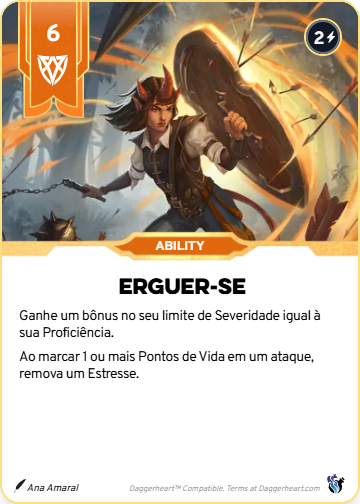 6
2
ABILITY
ERGUER-SE
Ganhe um bônus no seu limite de Severidade igual à
sua Proficiência.
Ao marcar 1 ou mais Pontos de Vida em um ataque,
remova um Estresse.
Ana Amaral
Daggerheart™ Compatible. Terms at Daggerheart.com